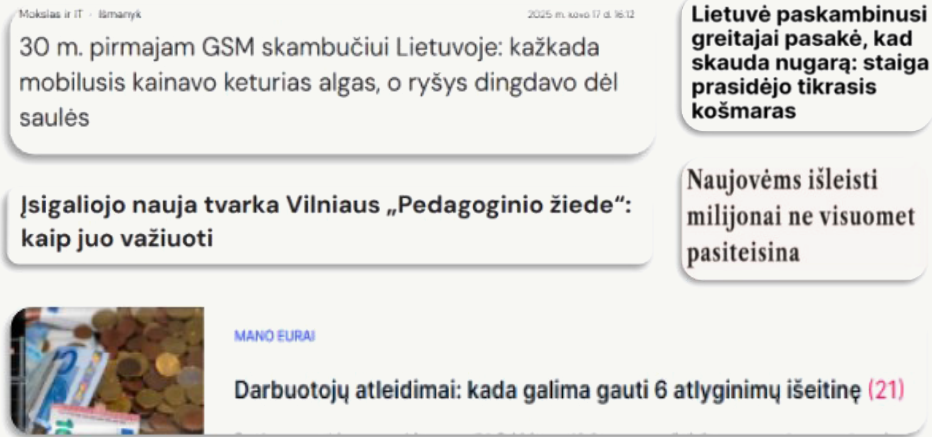 Mokslas ir IT · Išmanyk
2025 m. kovo 17 d. 16:12
30 m. pirmajam GSM skambučiui Lietuvoje: kažkada
mobilusis kainavo keturias algas, o ryšys dingdavo dėl
saulės
Lietuvė paskambinusi
greitajai pasakė, kad
skauda nugarą: staiga
prasidėjo tikrasis
košmaras
Įsigaliojo nauja tvarka Vilniaus „Pedagoginio žiede“:
kaip juo važiuoti
Naujovėms išleisti
milijonai ne visuomet
pasiteisina
MANO EURAI
Darbuotojų atleidimai: kada galima gauti 6 atlyginimų išeitinę (21)